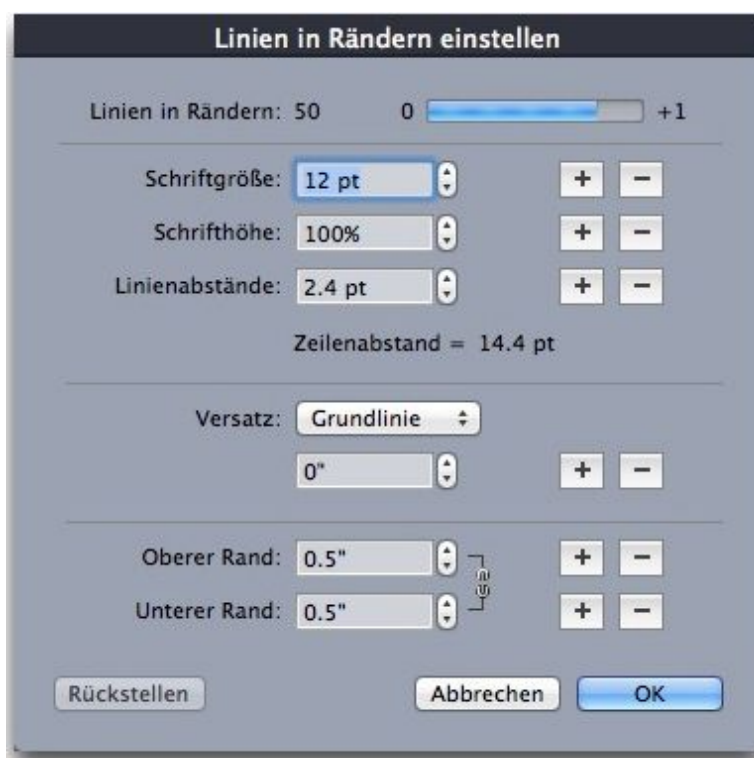 Linien in Rändern einstellen
Linien in Rändern: 50 0 +1
Schriftgröße: 12 pt + −
Schrifthöhe: 100% + −
Linienabstände: 2.4 pt + −
Zeilenabstand = 14.4 pt
Versatz: Grundlinie
0" + −
Oberer Rand: 0.5" + −
Unterer Rand: 0.5" + −
Rückstellen Abbrechen OK